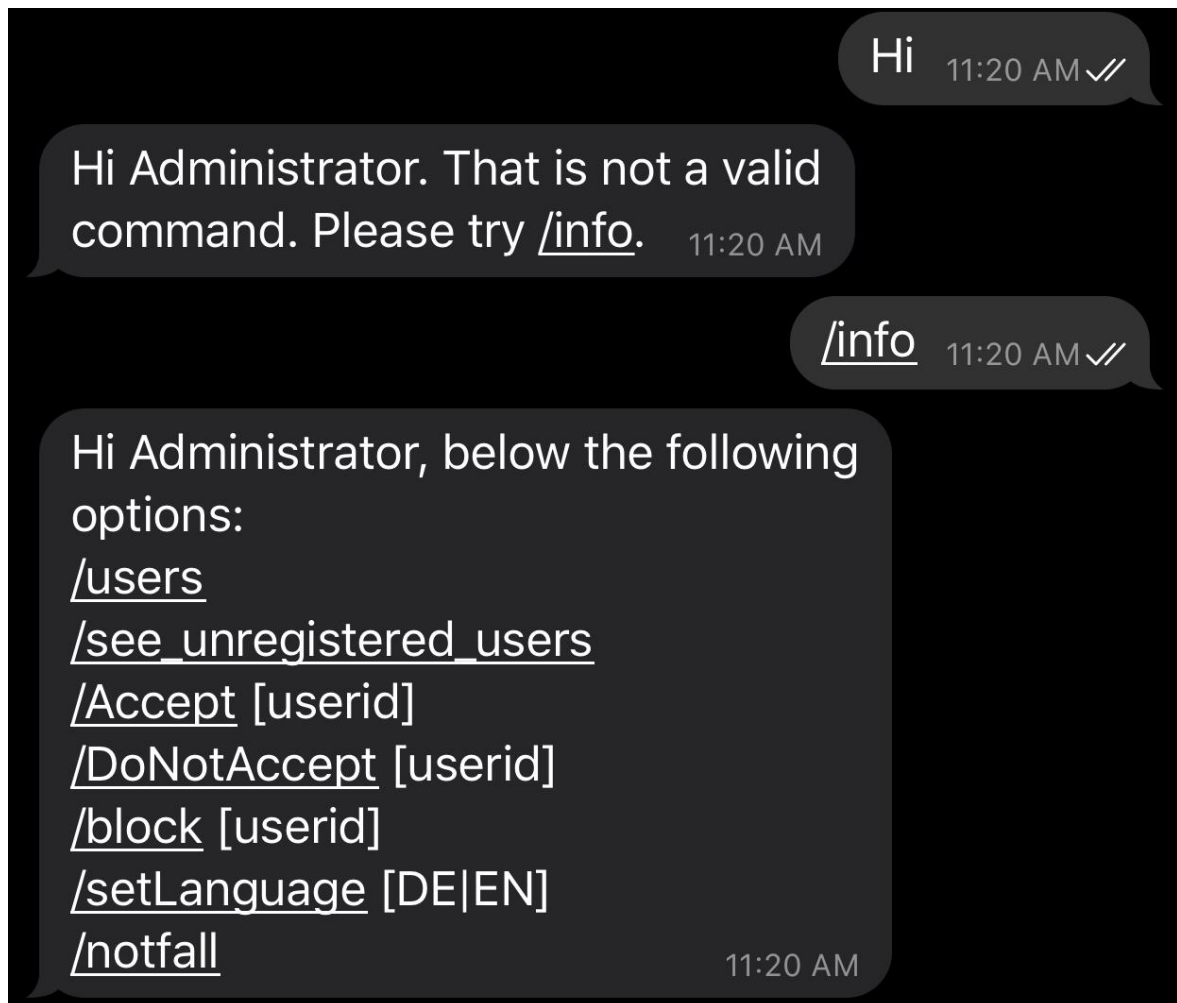 Hi 11:20 AM
Hi Administrator. That is not a valid
command. Please try /info. 11:20 AM
/info 11:20 AM
Hi Administrator, below the following
options:
/users
/see_unregistered_users
/Accept [userid]
/DoNotAccept [userid]
/block [userid]
/setLanguage [DE|EN]
/notfall 11:20 AM